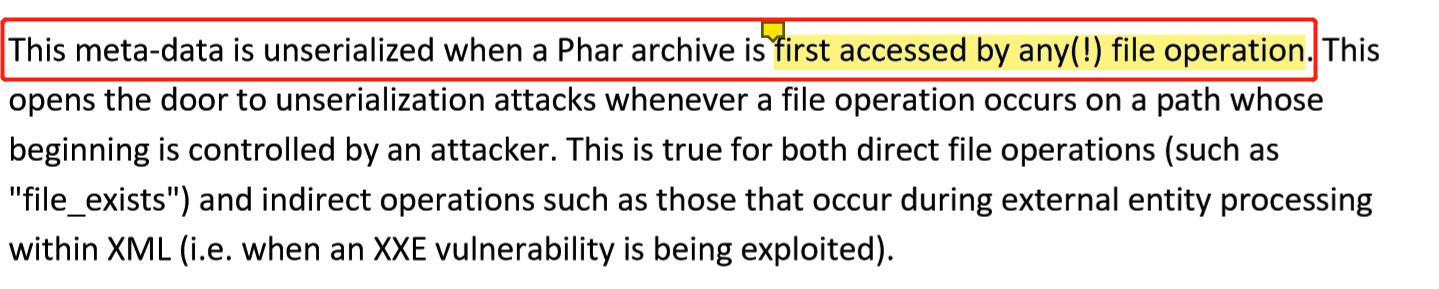 This meta-data is unserialized when a Phar archive is first accessed by any(!) file operation. This
opens the door to unserialization attacks whenever a file operation occurs on a path whose
beginning is controlled by an attacker. This is true for both direct file operations (such as
"file_exists") and indirect operations such as those that occur during external entity processing
within XML (i.e. when an XXE vulnerability is being exploited).